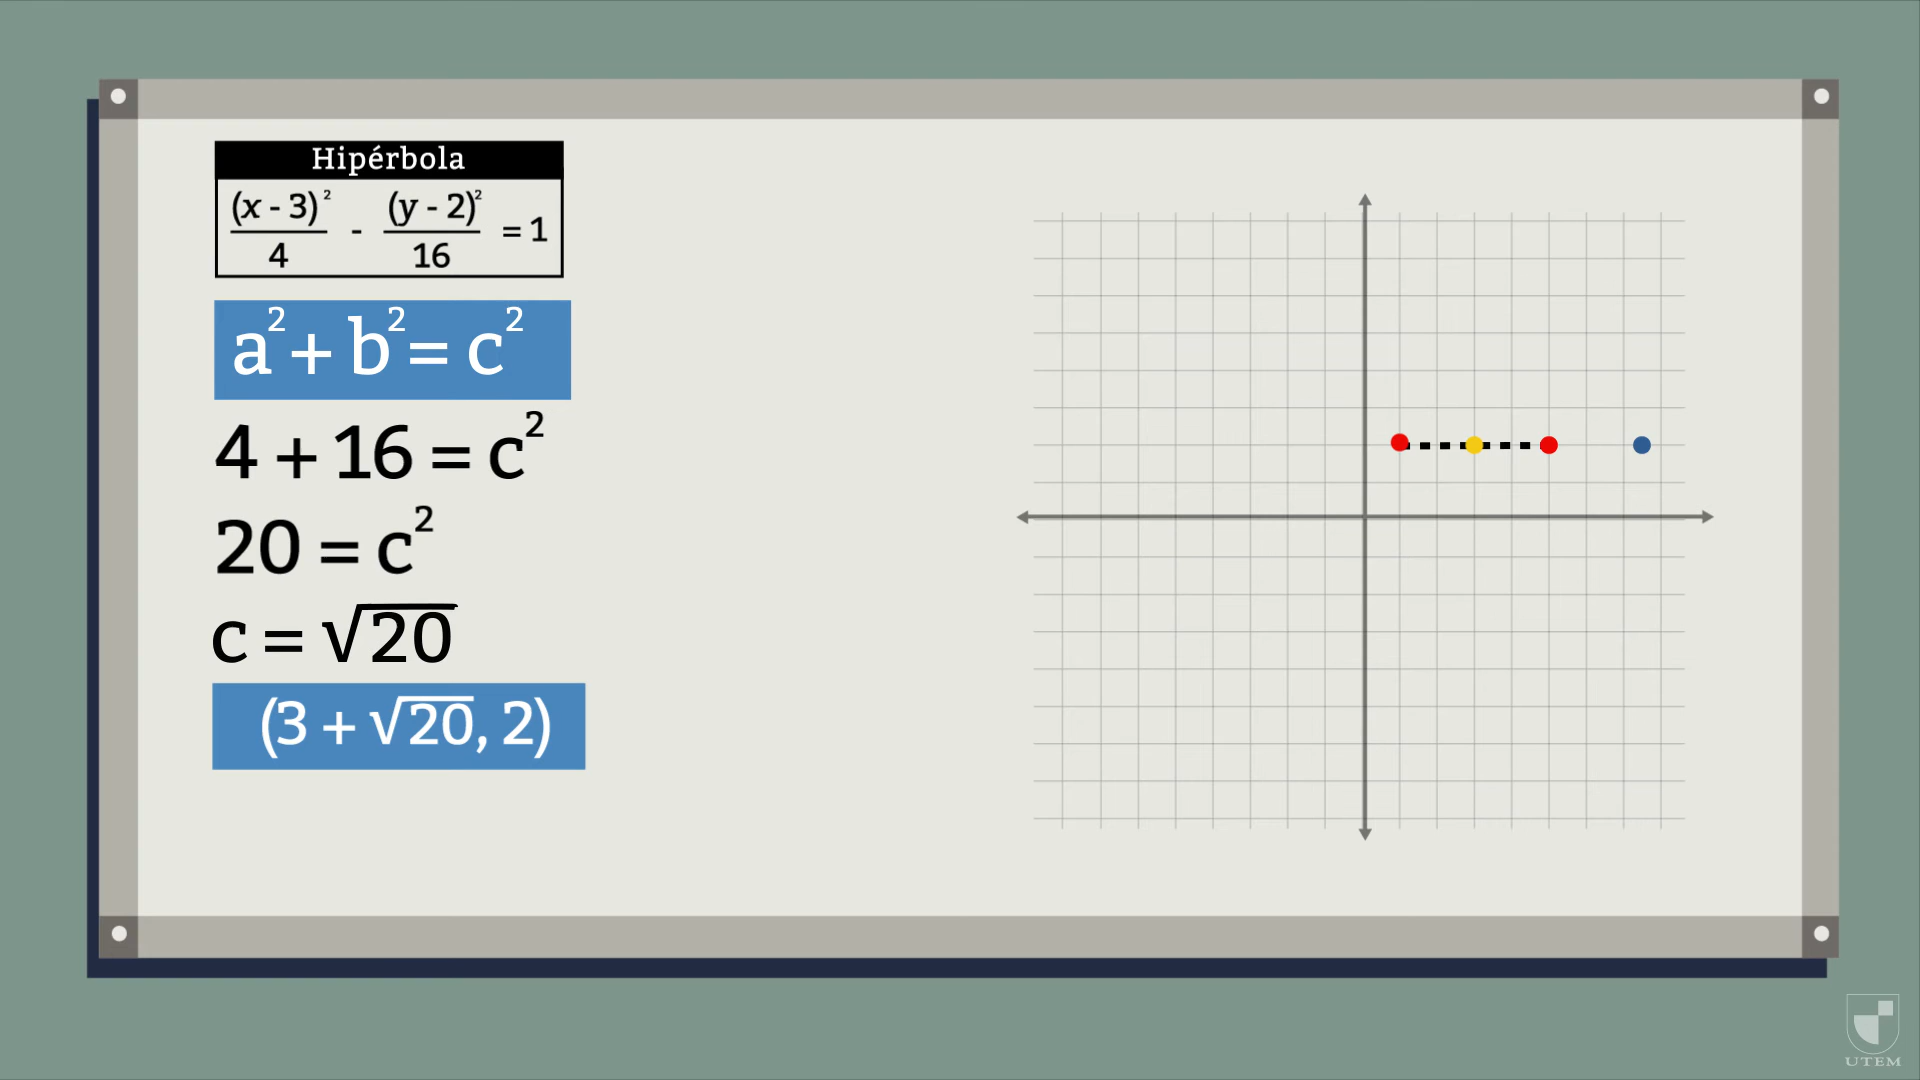 Hipérbola
(x - 3)² / 4 - (y - 2)² / 16 = 1
a² + b² = c²
4 + 16 = c²
20 = c²
c = √20
(3 + √20, 2)
UTEM